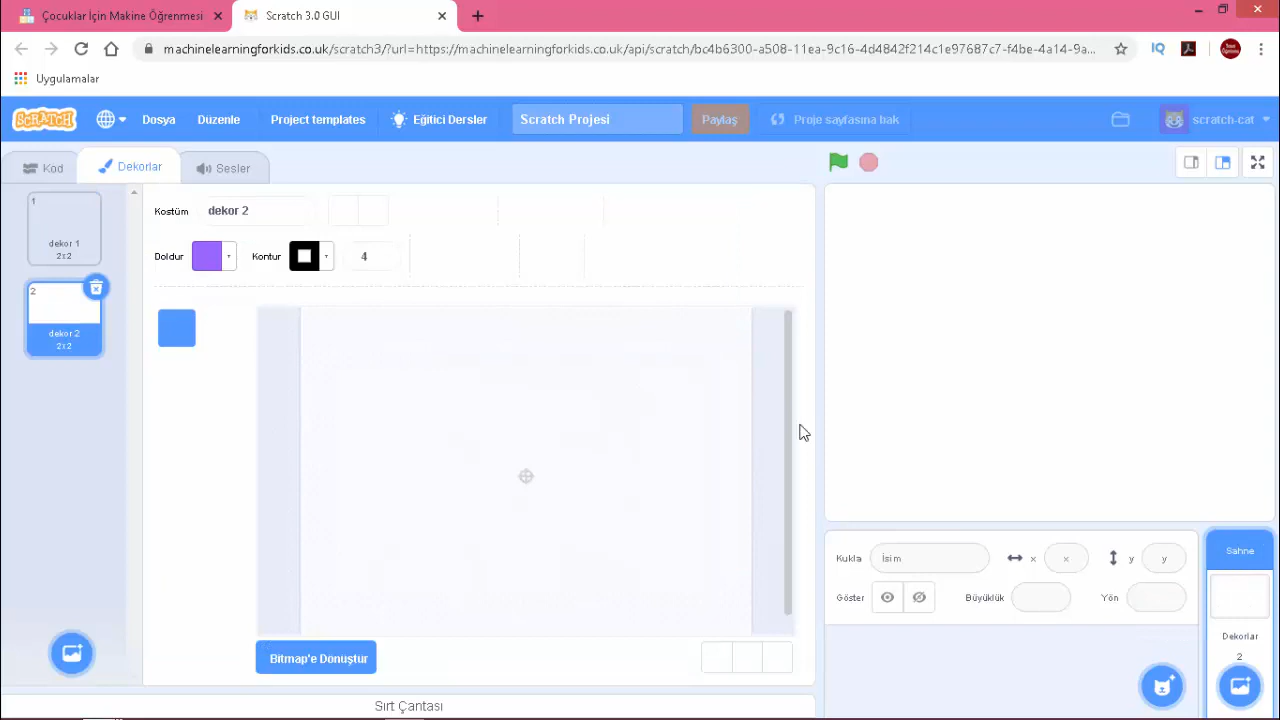 Çocuklar İçin Makine Öğrenmesi
Scratch 3.0 GUI
machinelearningforkids.co.uk/scratch3/?url=https://machinelearningforkids.co.uk/api/scratch/bc4b6300-a508-11ea-9c16-4d4842f214c1e97687c7-f4be-4a14-9a...
IQ
Uygulamalar
SCRATCH
Dosya
Düzenle
Project templates
Eğitici Dersler
Scratch Projesi
Paylaş
Proje sayfasına bak
scratch-cat
Kod
Dekorlar
Sesler
1
dekor 1
2x2
2
dekor 2
2x2
Kostüm
dekor 2
Doldur
Kontur
4
Bitmap'e Dönüştür
Sırt Çantası
Kukla
İsim
x
x
y
y
Göster
Büyüklük
Yön
Sahne
Dekorlar
2